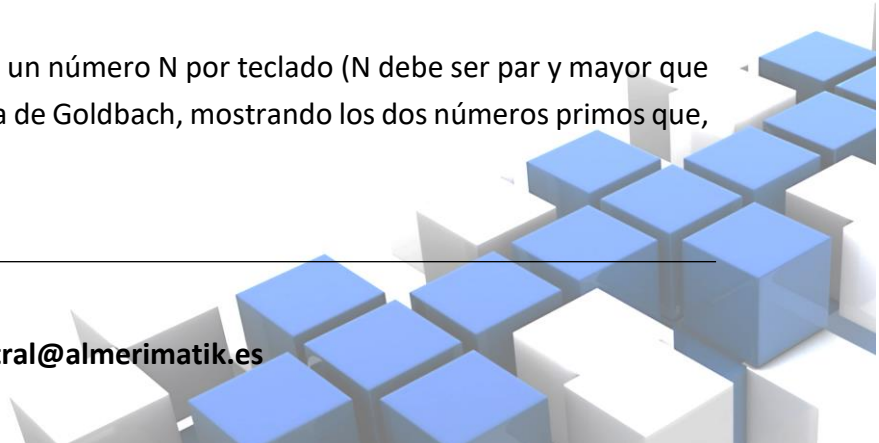 un número N por teclado (N debe ser par y mayor que
a de Goldbach, mostrando los dos números primos que,
tral@almerimatik.es